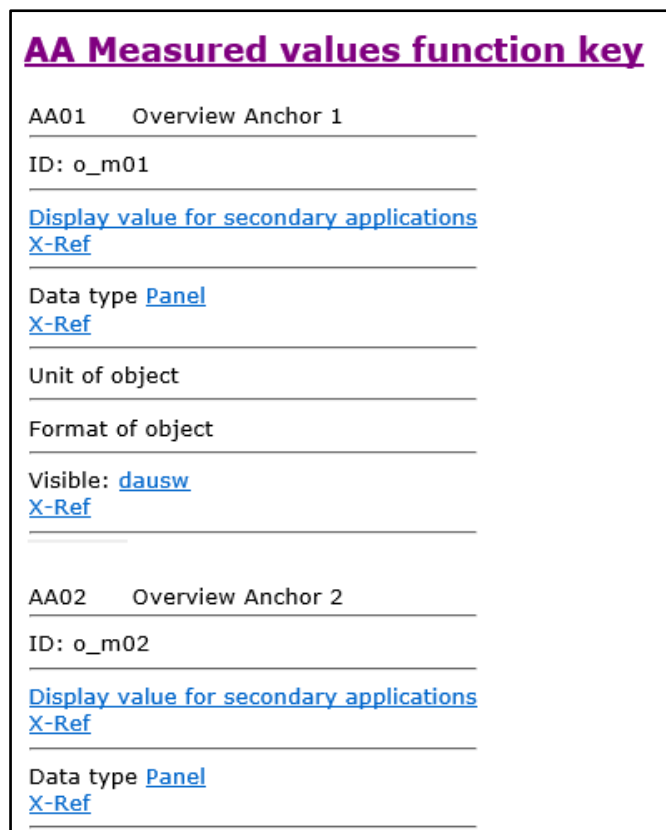 AA Measured values function key
AA01 Overview Anchor 1
ID: o_m01
Display value for secondary applications
X-Ref
Data type Panel
X-Ref
Unit of object
Format of object
Visible: dausw
X-Ref
AA02 Overview Anchor 2
ID: o_m02
Display value for secondary applications
X-Ref
Data type Panel
X-Ref